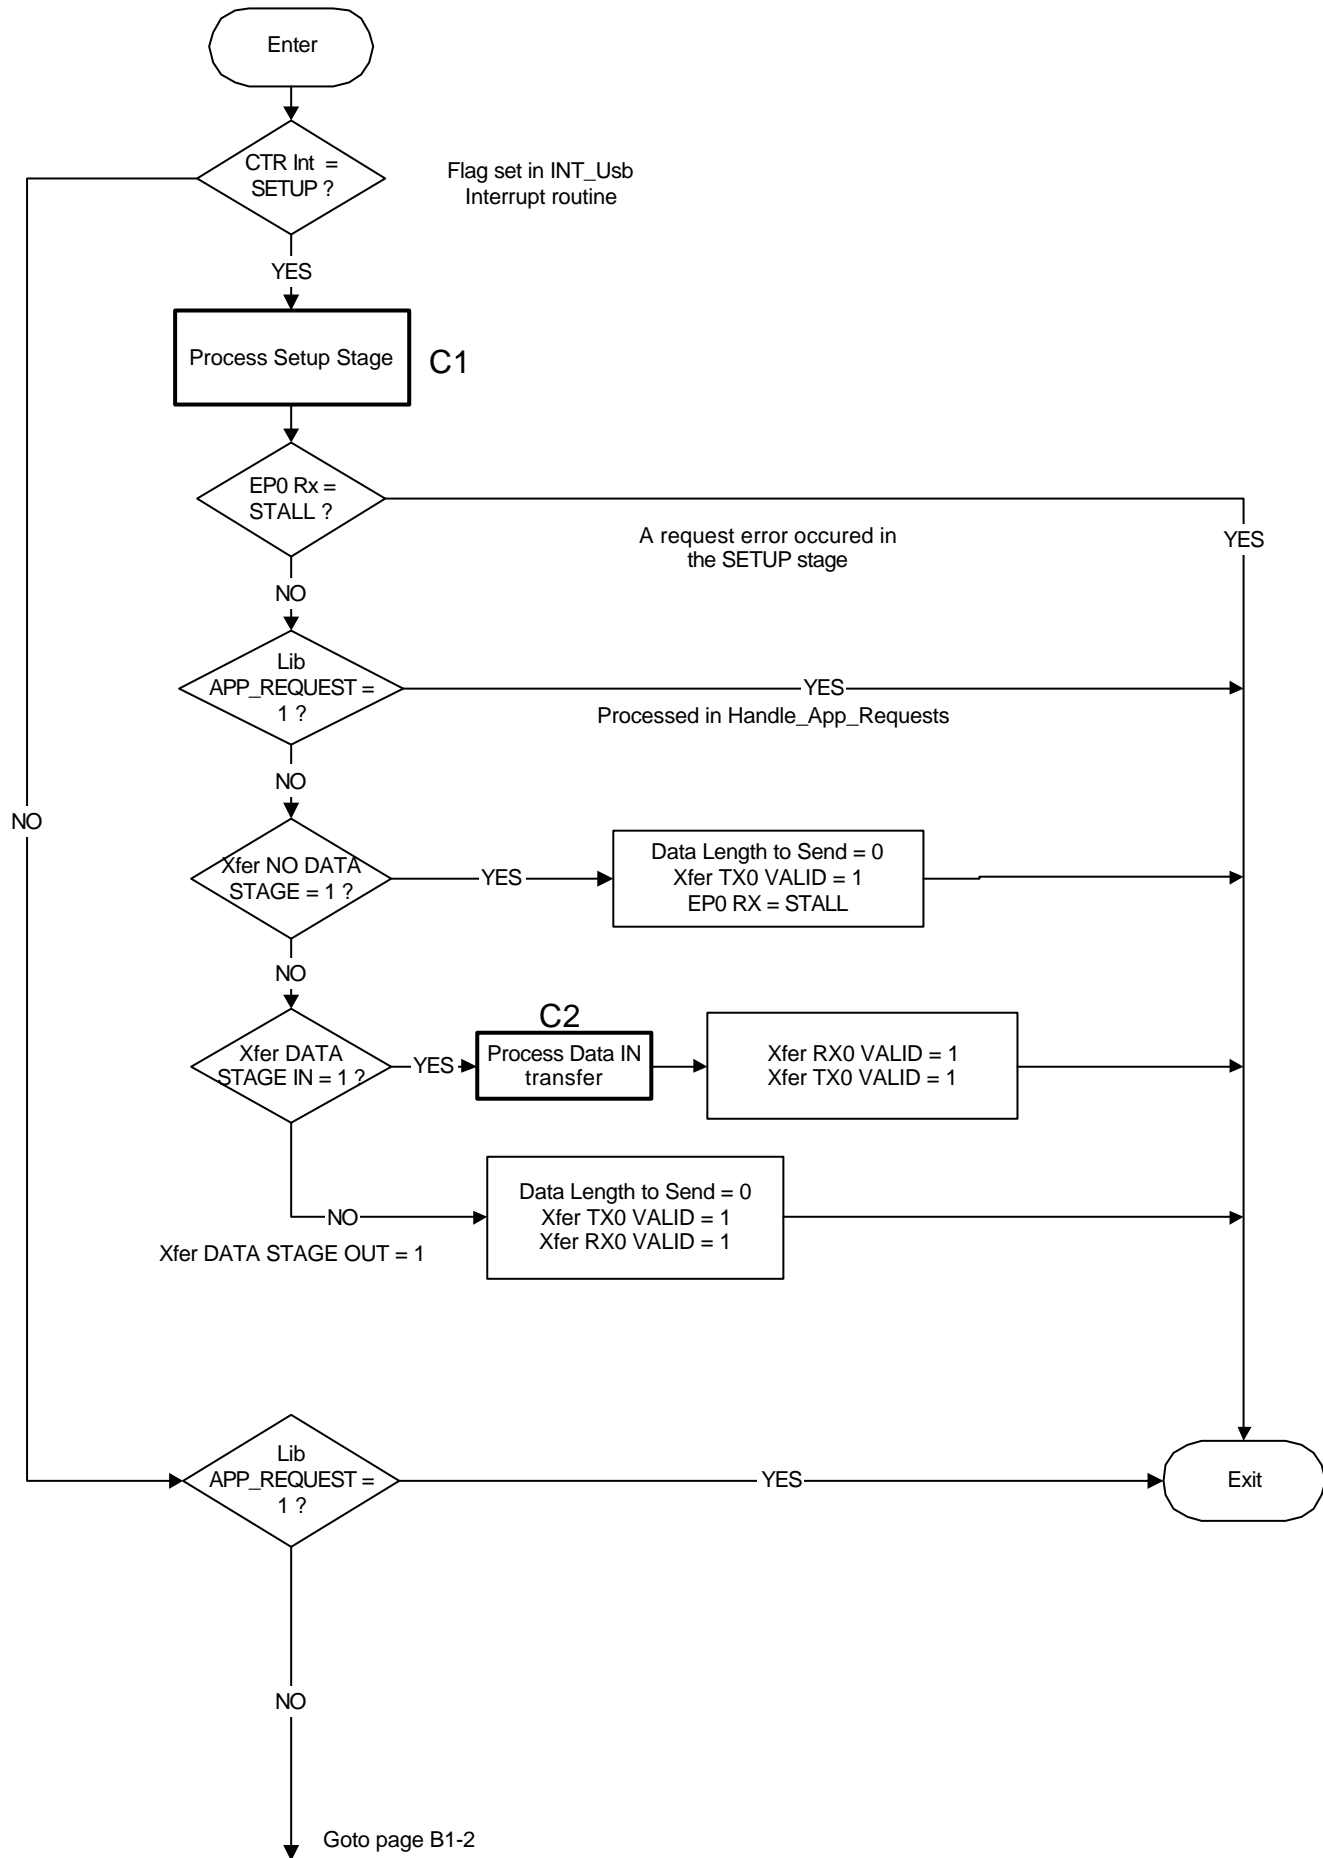 Enter
CTR Int =
SETUP ?
Flag set in INT_Usb
Interrupt routine
YES
Process Setup Stage
C1
EP0 Rx =
STALL ?
A request error occured in
the SETUP stage
YES
NO
Lib
APP_REQUEST =
1 ?
YES
Processed in Handle_App_Requests
NO
NO
Xfer NO DATA
STAGE = 1 ?
YES
Data Length to Send = 0
Xfer TX0 VALID = 1
EP0 RX = STALL
NO
Xfer DATA
STAGE IN = 1 ?
YES
C2
Process Data IN
transfer
Xfer RX0 VALID = 1
Xfer TX0 VALID = 1
NO
Xfer DATA STAGE OUT = 1
Data Length to Send = 0
Xfer TX0 VALID = 1
Xfer RX0 VALID = 1
Lib
APP_REQUEST =
1 ?
YES
Exit
NO
Goto page B1-2